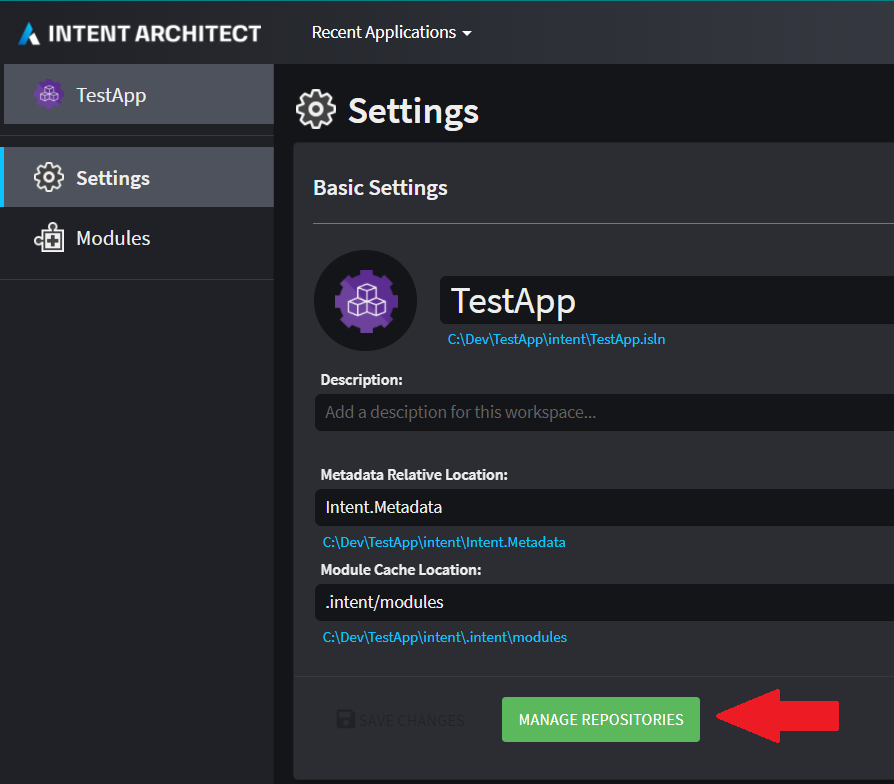 INTENT ARCHITECT
Recent Applications
TestApp
Settings
Modules
Settings
Basic Settings
TestApp
C:\Dev\TestApp\intent\TestApp.isln
Description:
Add a desciption for this workspace...
Metadata Relative Location:
Intent.Metadata
C:\Dev\TestApp\intent\Intent.Metadata
Module Cache Location:
.intent/modules
C:\Dev\TestApp\intent\.intent\modules
SAVE CHANGES
MANAGE REPOSITORIES